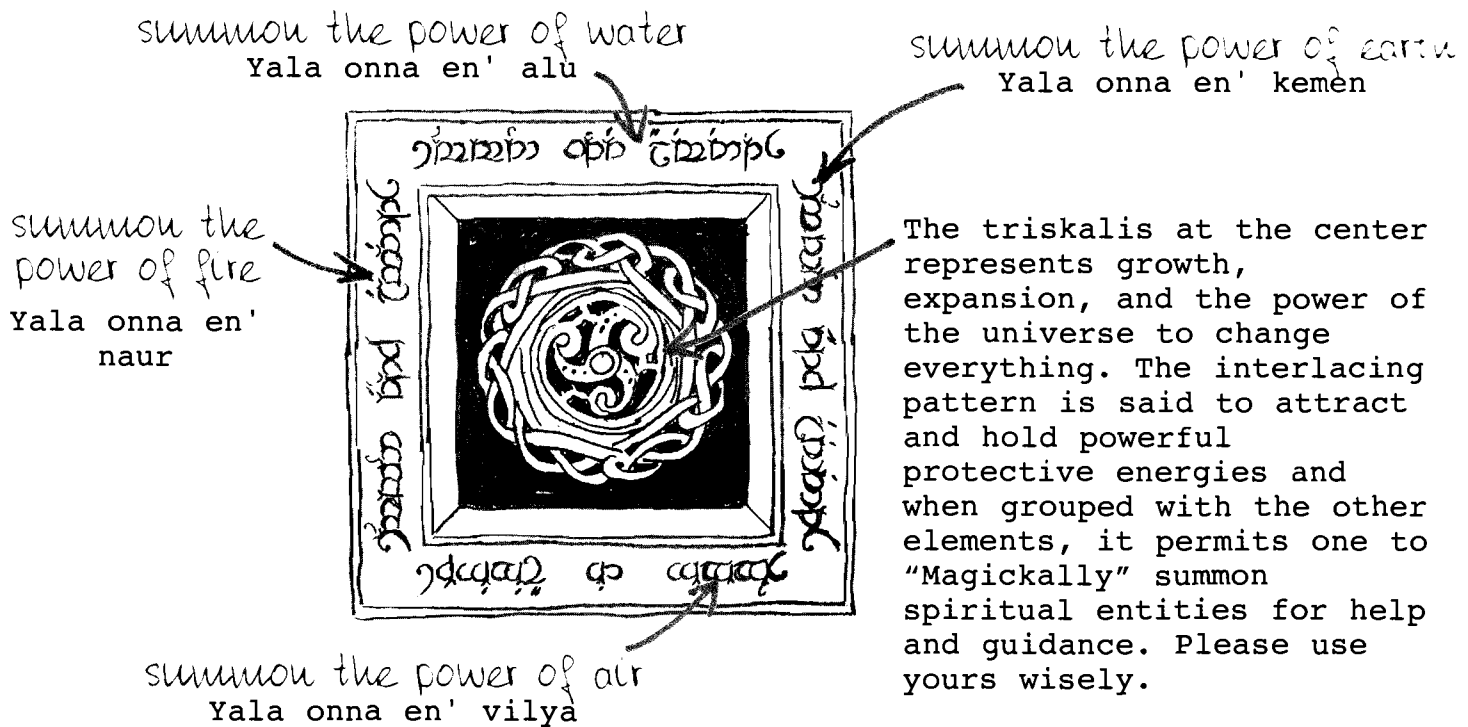 summon the power of water
Yala onna en' alu
summon the power of earth
Yala onna en' kemen
summon the
power of fire
Yala onna en'
naur
The triskalis at the center
represents growth,
expansion, and the power of
the universe to change
everything. The interlacing
pattern is said to attract
and hold powerful
protective energies and
when grouped with the other
elements, it permits one to
“Magickally” summon
spiritual entities for help
and guidance. Please use
yours wisely.
summon the power of air
Yala onna en' vilya